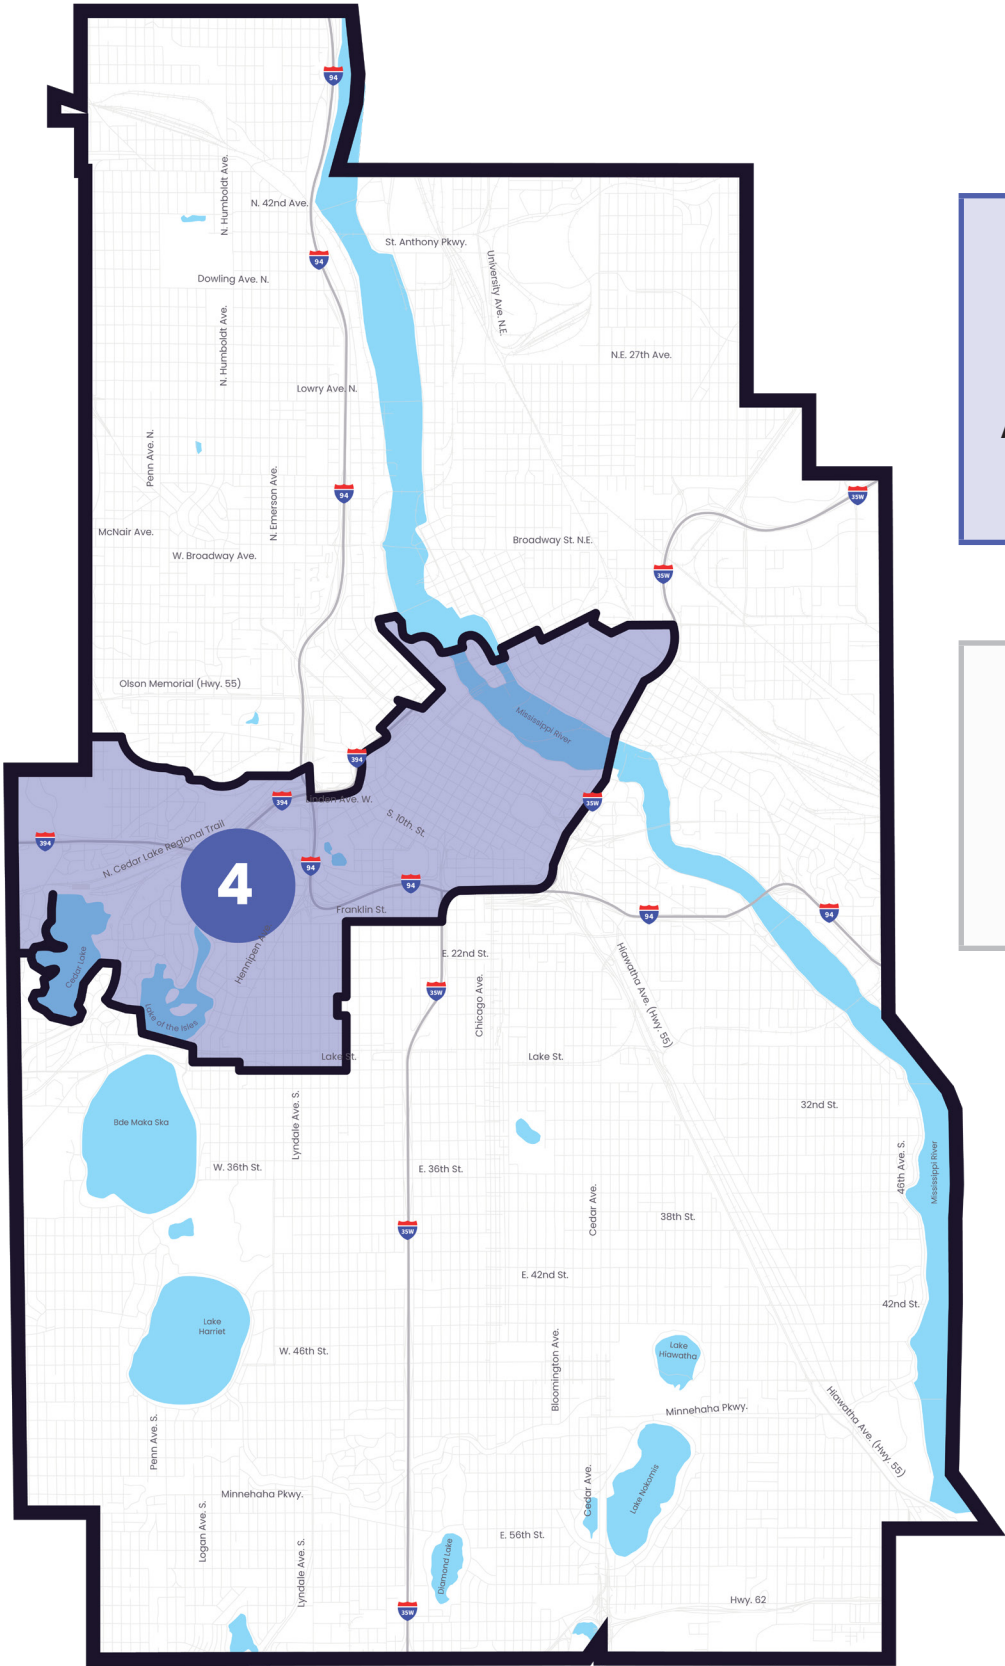 94
N. Humboldt Ave.
N. 42nd Ave.
St. Anthony Pkwy.
94
University Ave. N.E.
Dowling Ave. N.
N. Humboldt Ave.
N.E. 27th Ave.
Lowry Ave. N.
Penn Ave. N.
N. Emerson Ave.
94
35W
McNair Ave.
W. Broadway Ave.
Broadway St. N.E.
35W
Olson Memorial (Hwy. 55)
Mississippi River
394
394
Linden Ave. W.
35W
S. 10th. St.
394
N. Cedar Lake Regional Trail
94
4
94
Franklin St.
94
94
Cedar Lake
Hennipen Ave.
E. 22nd St.
Hiawatha Ave. (Hwy. 55)
35W
Chicago Ave.
Lake of the Isles
Lake St.
Lake St.
32nd St.
Bde Maka Ska
Lyndale Ave. S.
W. 36th St.
E. 36th St.
46th Ave. S.
Mississippi River
Cedar Ave.
38th St.
35W
E. 42nd St.
42nd St.
Lake
Harriet
W. 46th St.
Lake
Hiawatha
Bloomington Ave.
Minnehaha Pkwy.
Hiawatha Ave. (Hwy. 55)
Penn Ave. S.
Minnehaha Pkwy.
Cedar Ave.
Lake Nokomis
Logan Ave. S.
E. 56th St.
Lyndale Ave. S.
Diamond Lake
35W
Hwy. 62